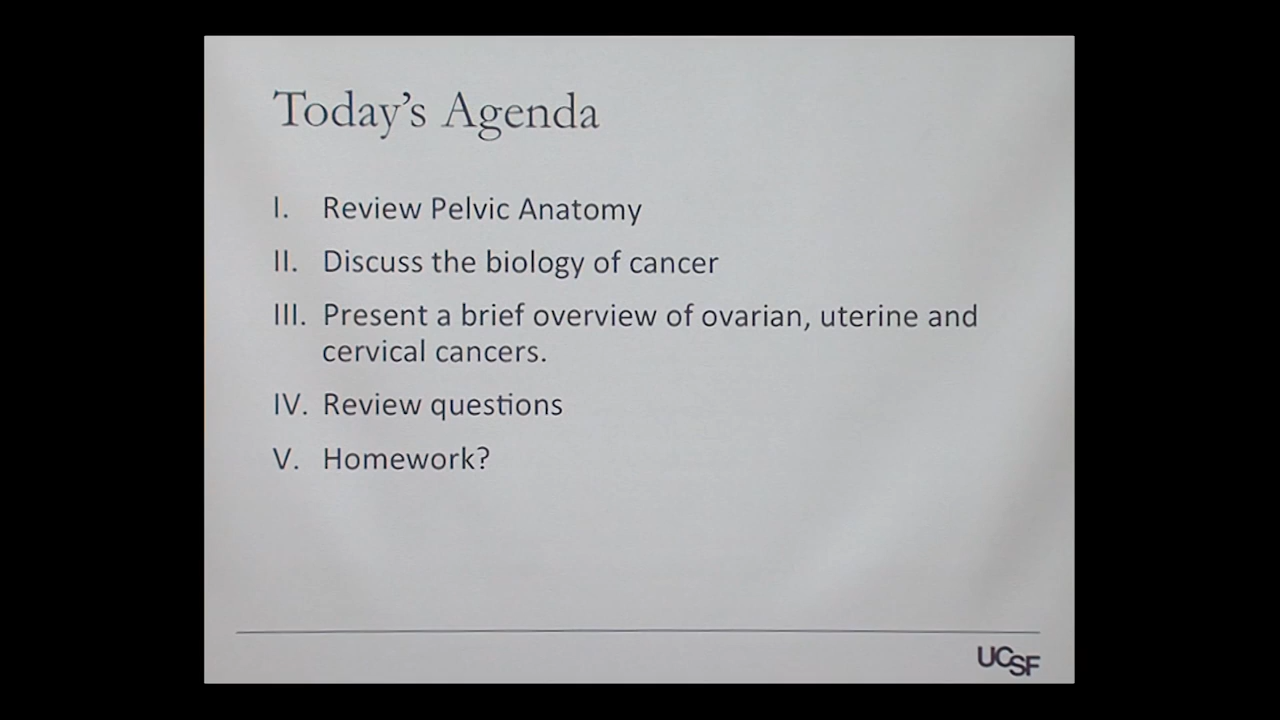 Today's Agenda
I. Review Pelvic Anatomy
II. Discuss the biology of cancer
III. Present a brief overview of ovarian, uterine and
cervical cancers.
IV. Review questions
V. Homework?
UCSF